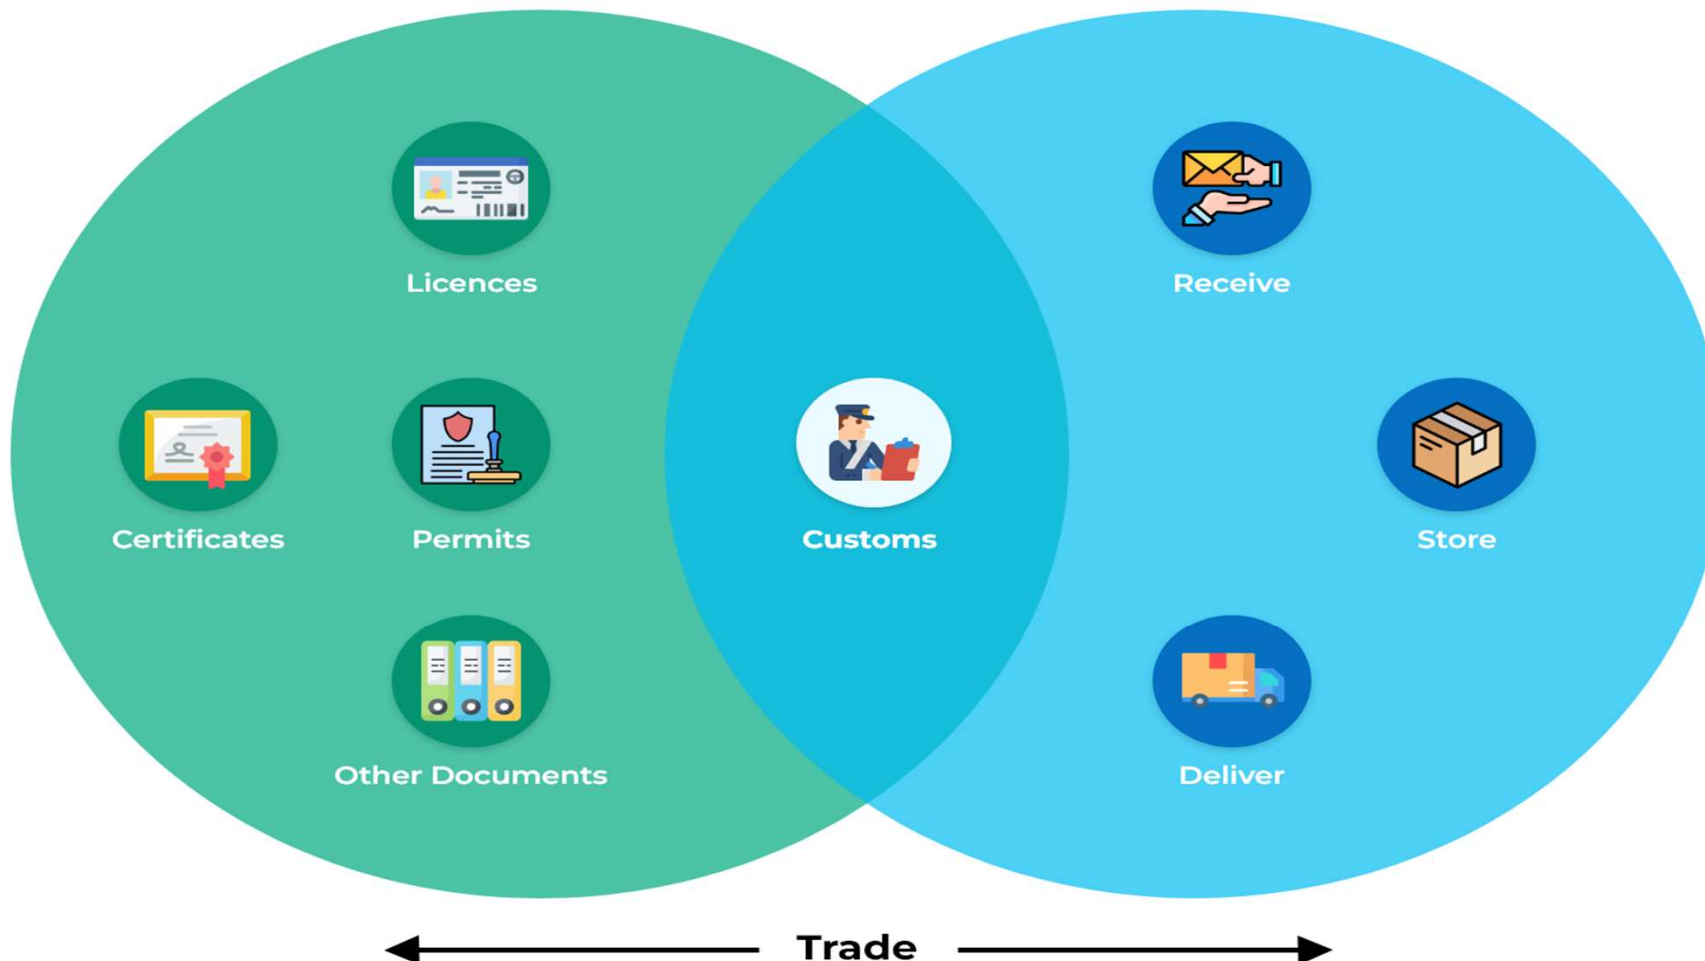 Licences
Receive
Certificates
Permits
Customs
Store
Other Documents
Deliver
Trade